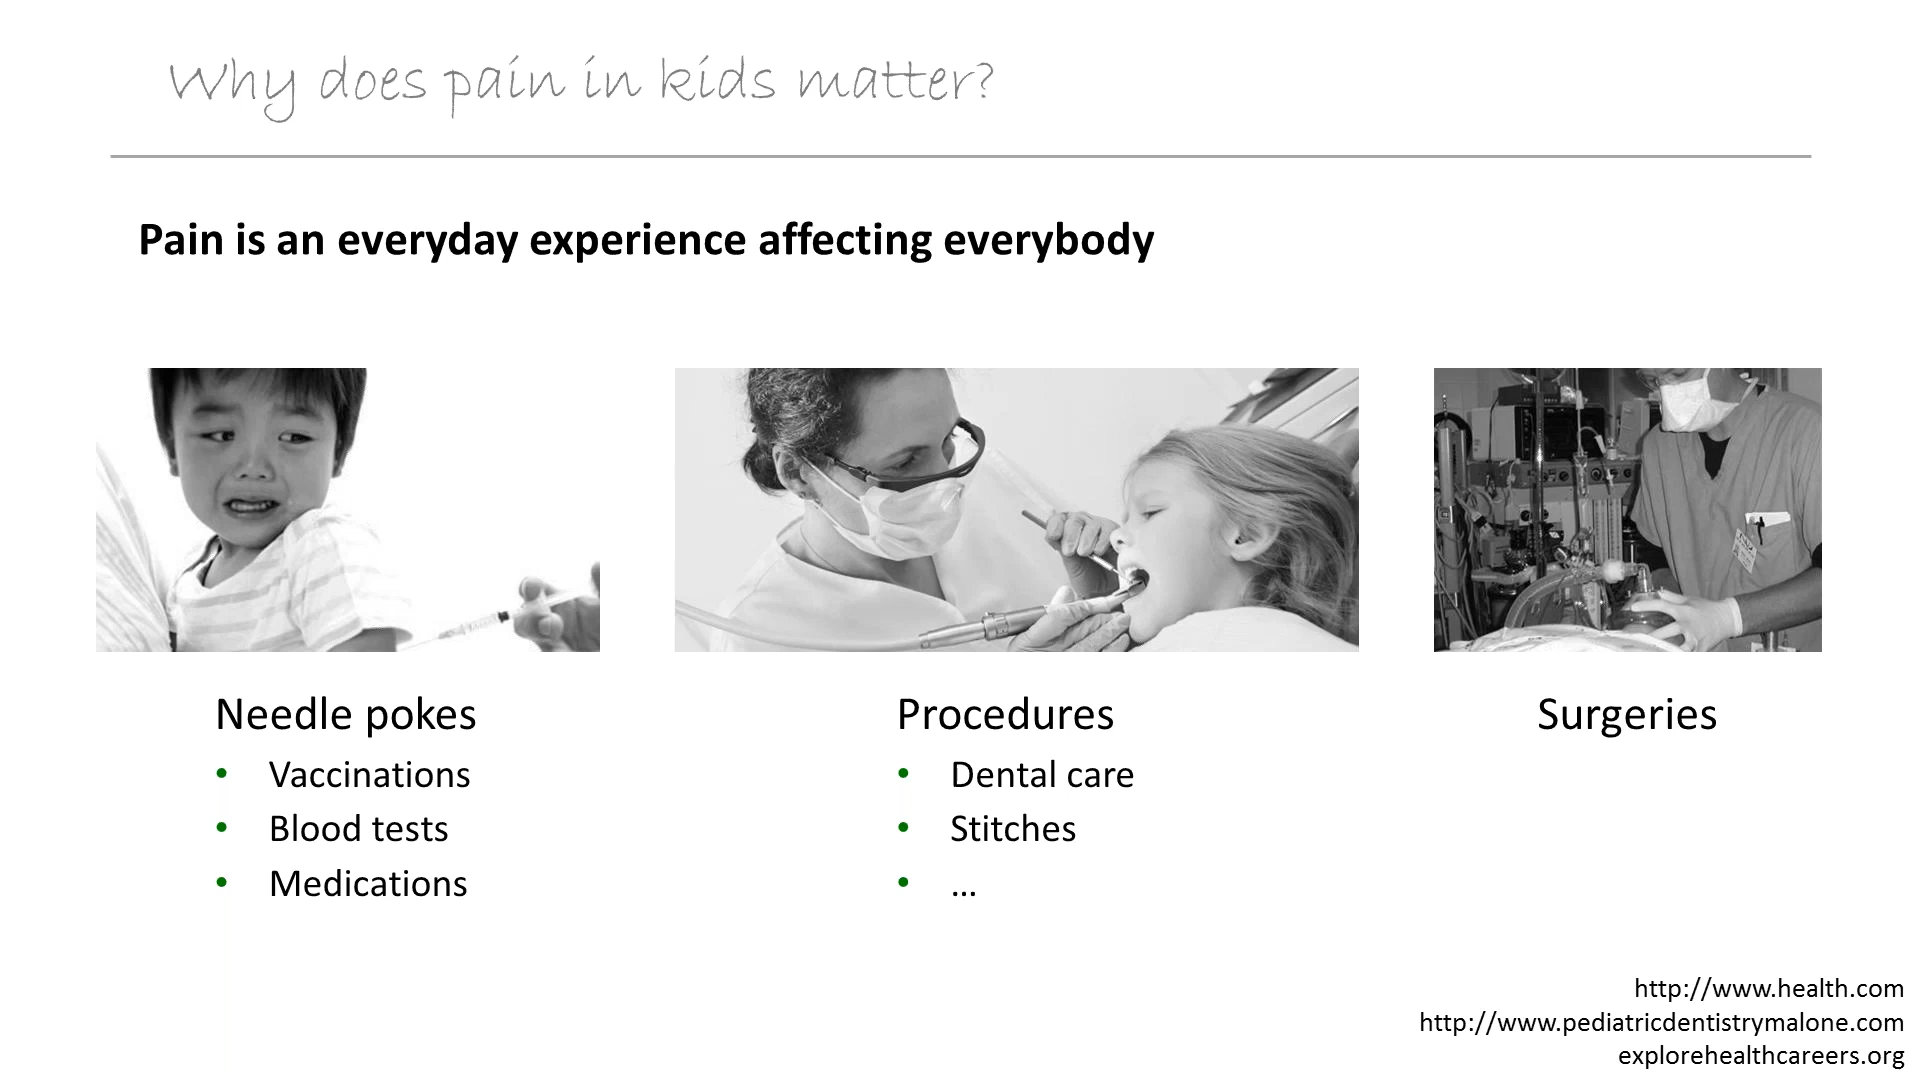 Why does pain in kids matter?
Pain is an everyday experience affecting everybody
Needle pokes
• Vaccinations
• Blood tests
• Medications
Procedures
• Dental care
• Stitches
• ...
Surgeries
http://www.health.com
http://www.pediatricdentistrymalone.com
explorehealthcareers.org